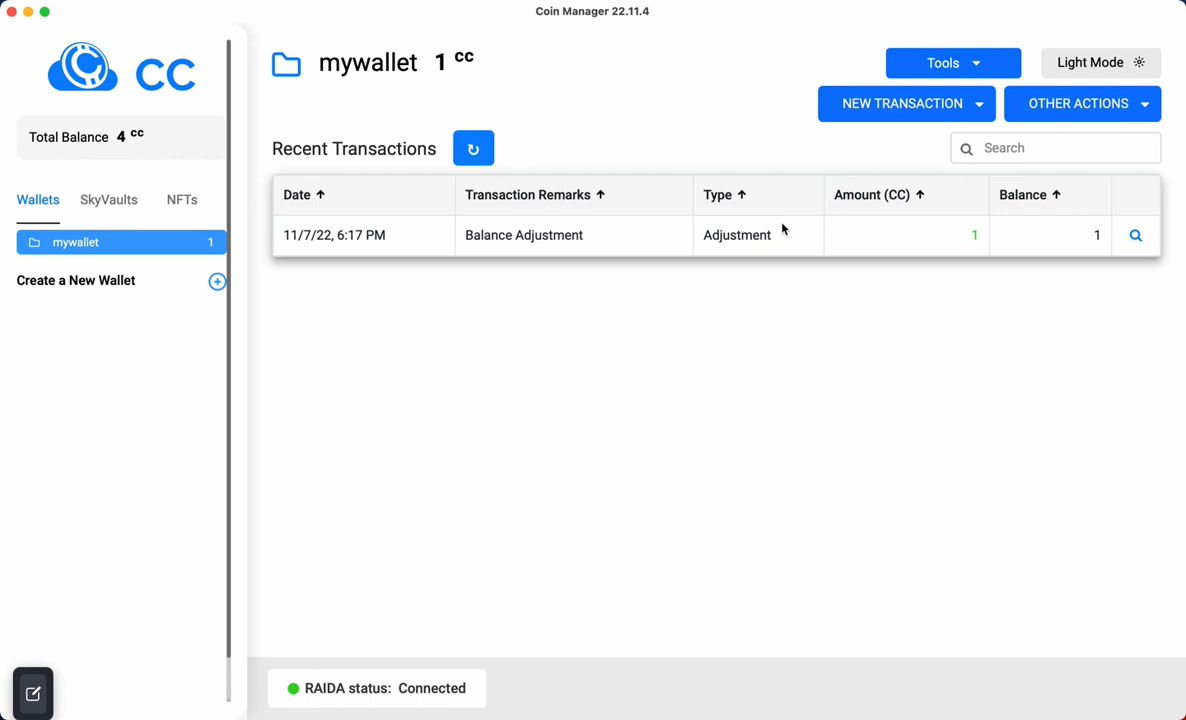 Coin Manager 22.11.4
CC
Total Balance 4 cc
Wallets SkyVaults NFTs
mywallet 1
Create a New Wallet
mywallet 1 cc
Tools
Light Mode
NEW TRANSACTION
OTHER ACTIONS
Recent Transactions
Search
Date Transaction Remarks Type Amount (CC) Balance
11/7/22, 6:17 PM Balance Adjustment Adjustment 1 1
RAIDA status: Connected